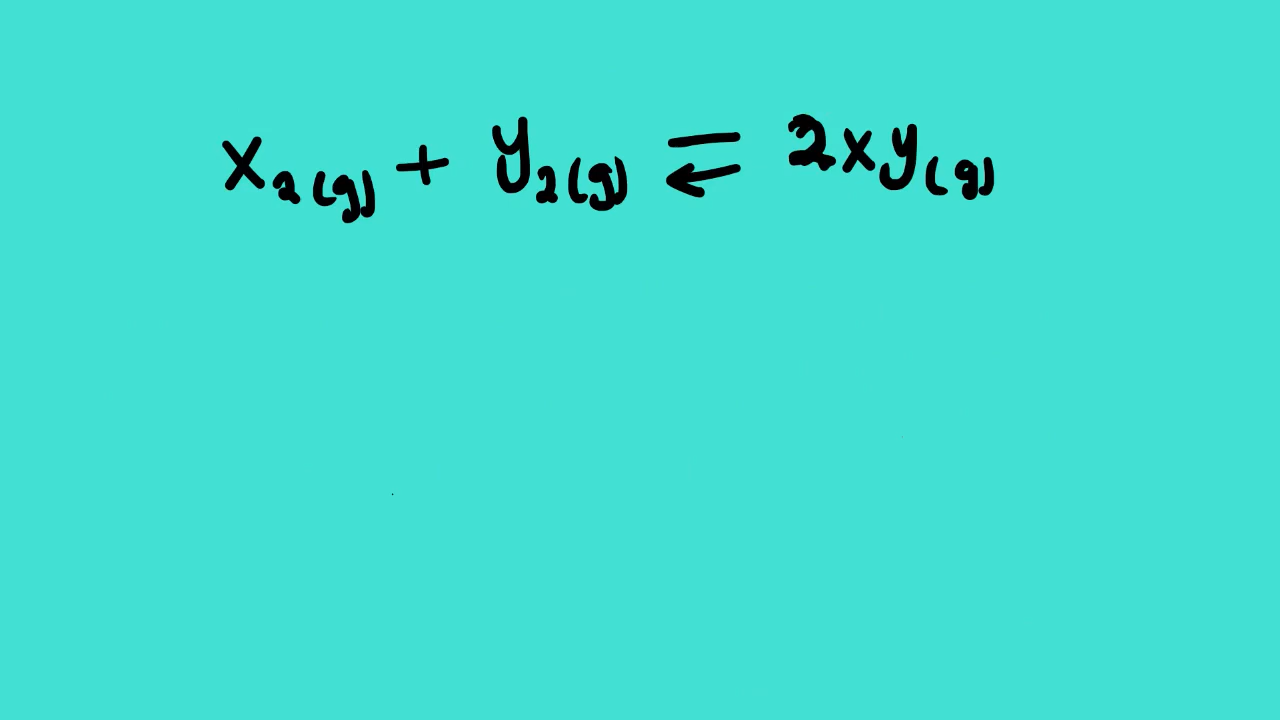 x₂(g) + y₂(g) ⇌ 2xy(g)